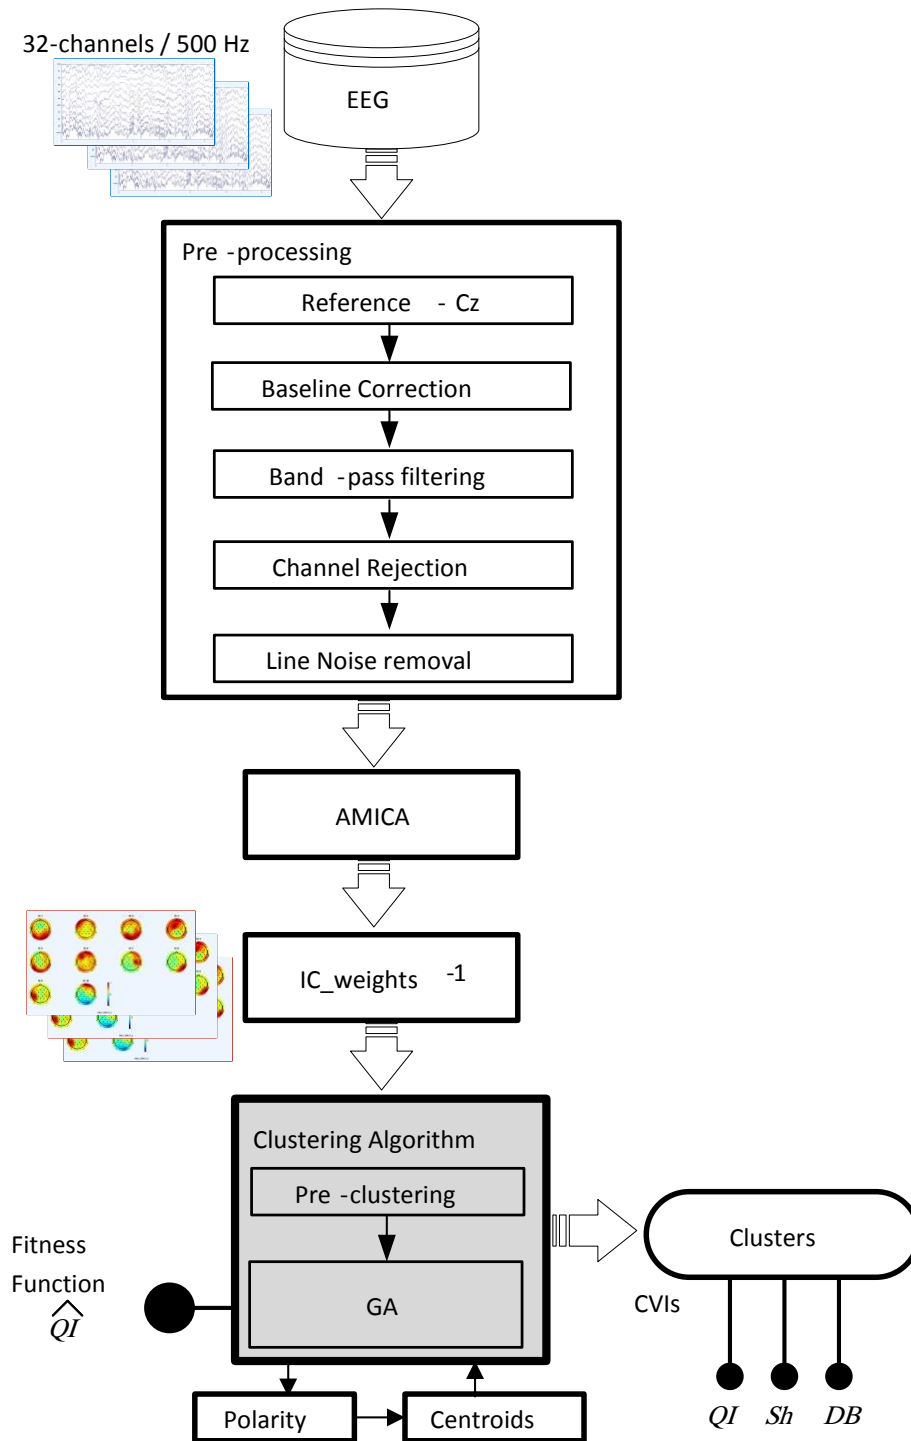 32-channels / 500 Hz
EEG
Pre -processing
Reference - Cz
Baseline Correction
Band -pass filtering
Channel Rejection
Line Noise removal
AMICA
IC_weights -1
Clustering Algorithm
Pre -clustering
GA
Fitness
Function
\widehat{QI}
Polarity
Centroids
Clusters
CVIs
QI Sh DB